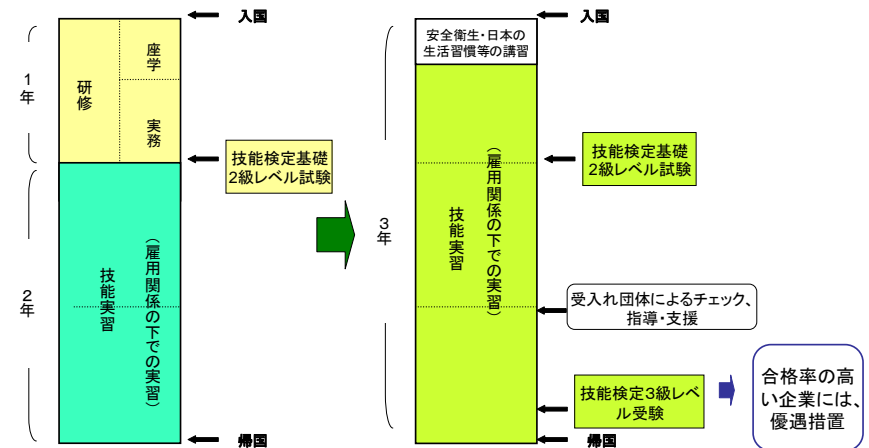 入国
1年
研修
座学
実務
技能検定基礎
2級レベル試験
2年
技能実習
（雇用関係の下での実習）
帰国
入国
安全衛生・日本の
生活習慣等の講習
3年
技能実習
（雇用関係の下での実習）
技能検定基礎
2級レベル試験
受入れ団体によるチェック、
指導・支援
技能検定3級レベ
ル受験
合格率の高
い企業には、
優遇措置
帰国